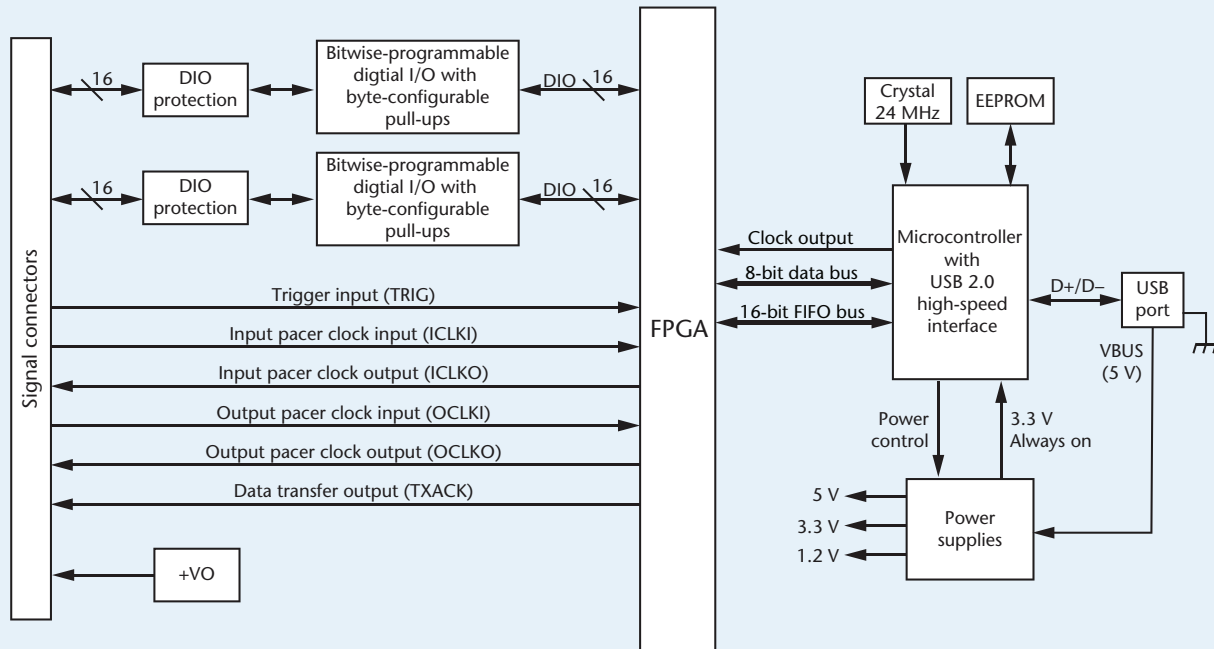 Signal connectors
16
DIO
protection
Bitwise-programmable
digtial I/O with
byte-configurable
pull-ups
DIO
16
16
DIO
protection
Bitwise-programmable
digtial I/O with
byte-configurable
pull-ups
DIO
16
Trigger input (TRIG)
Input pacer clock input (ICLKI)
Input pacer clock output (ICLKO)
Output pacer clock input (OCLKI)
Output pacer clock output (OCLKO)
Data transfer output (TXACK)
+VO
FPGA
Crystal
24 MHz
EEPROM
Clock output
8-bit data bus
16-bit FIFO bus
Microcontroller
with
USB 2.0
high-speed
interface
D+/D–
USB
port
VBUS
(5 V)
Power
control
3.3 V
Always on
5 V
3.3 V
1.2 V
Power
supplies